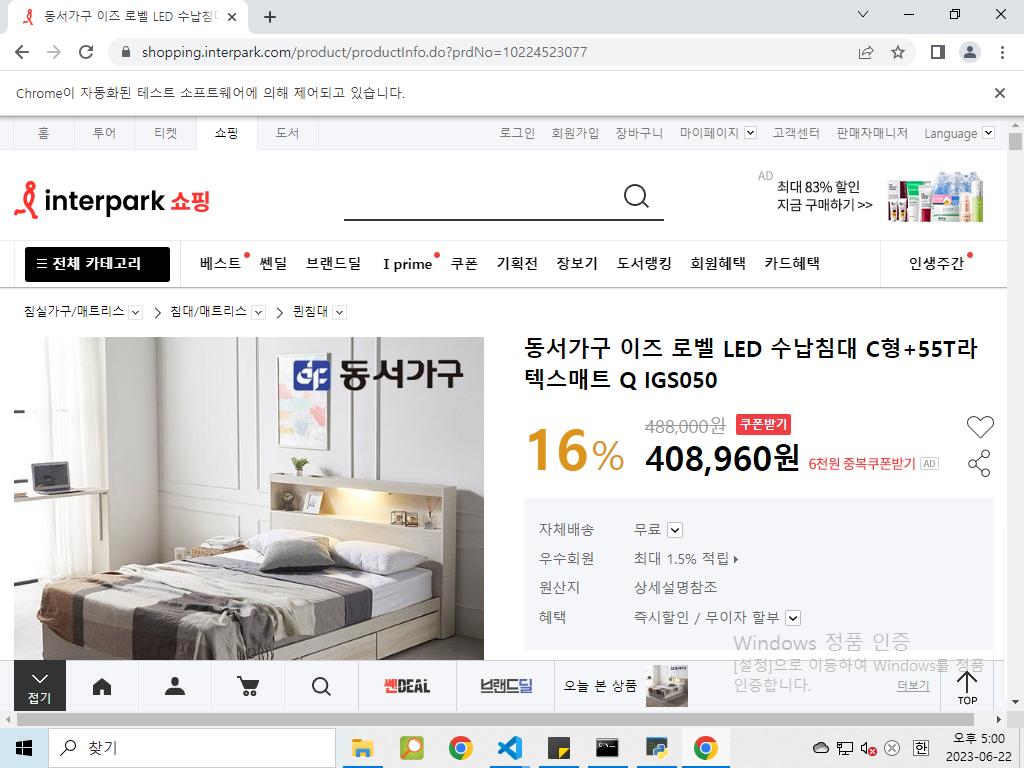 동서가구 이즈 로벨 LED 수납침대
shopping.interpark.com/product/productInfo.do?prdNo=10224523077
Chrome이 자동화된 테스트 소프트웨어에 의해 제어되고 있습니다.
홈 투어 티켓 쇼핑 도서 로그인 회원가입 장바구니 마이페이지 고객센터 판매자매니저 Language
interpark 쇼핑
AD 최대 83% 할인
지금 구매하기 >>
전체 카테고리 베스트 쎈딜 브랜드딜 I prime 쿠폰 기획전 장보기 도서랭킹 회원혜택 카드혜택 인생주간
침실가구/매트리스 침대/매트리스 퀸침대
동서가구
동서가구 이즈 로벨 LED 수납침대 C형+55T라
텍스매트 Q IGS050
16% 488,000원 쿠폰받기
408,960원 6천원 중복쿠폰받기 AD
자체배송 무료
우수회원 최대 1.5% 적립
원산지 상세설명참조
혜택 즉시할인 / 무이자 할부
Windows 정품 인증
[설정]으로 이동하여 Windows를 정품
인증합니다.
접기 쎈DEAL 브랜드딜 오늘 본 상품 더보기 TOP
찾기
한
오후 5:00
2023-06-22